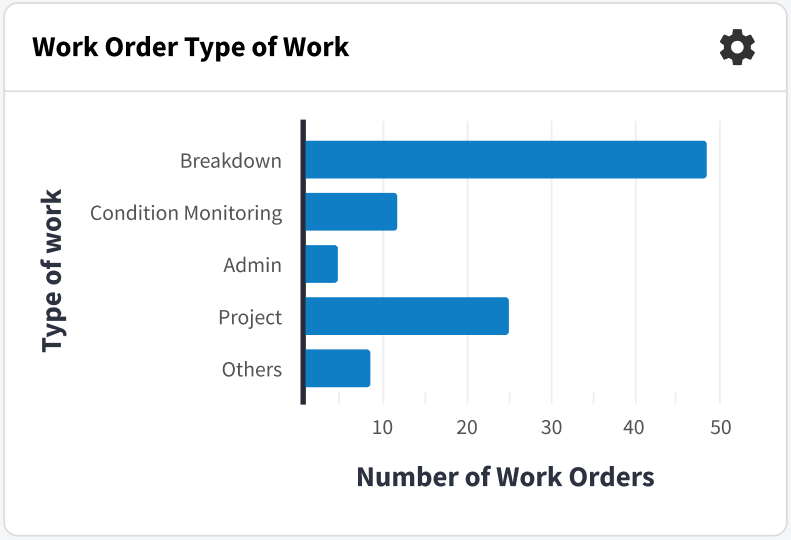 Work Order Type of Work
Type of work
Breakdown
Condition Monitoring
Admin
Project
Others
10 20 30 40 50
Number of Work Orders